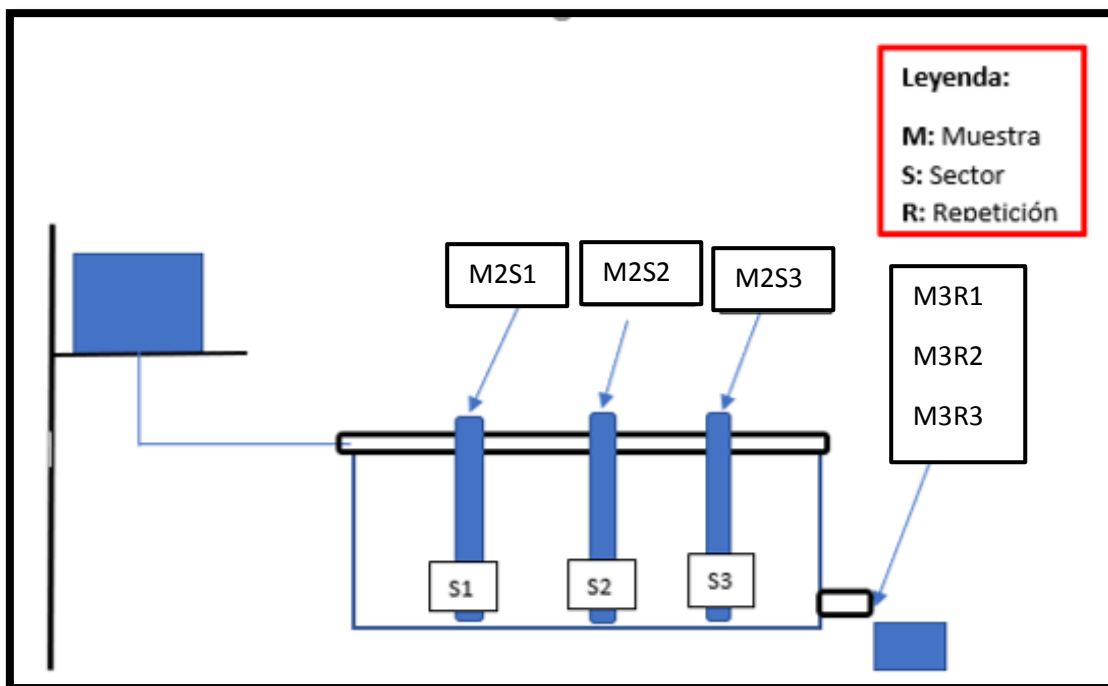 Leyenda:
M: Muestra
S: Sector
R: Repetición
M2S1
M2S2
M2S3
M3R1
M3R2
M3R3
S1
S2
S3